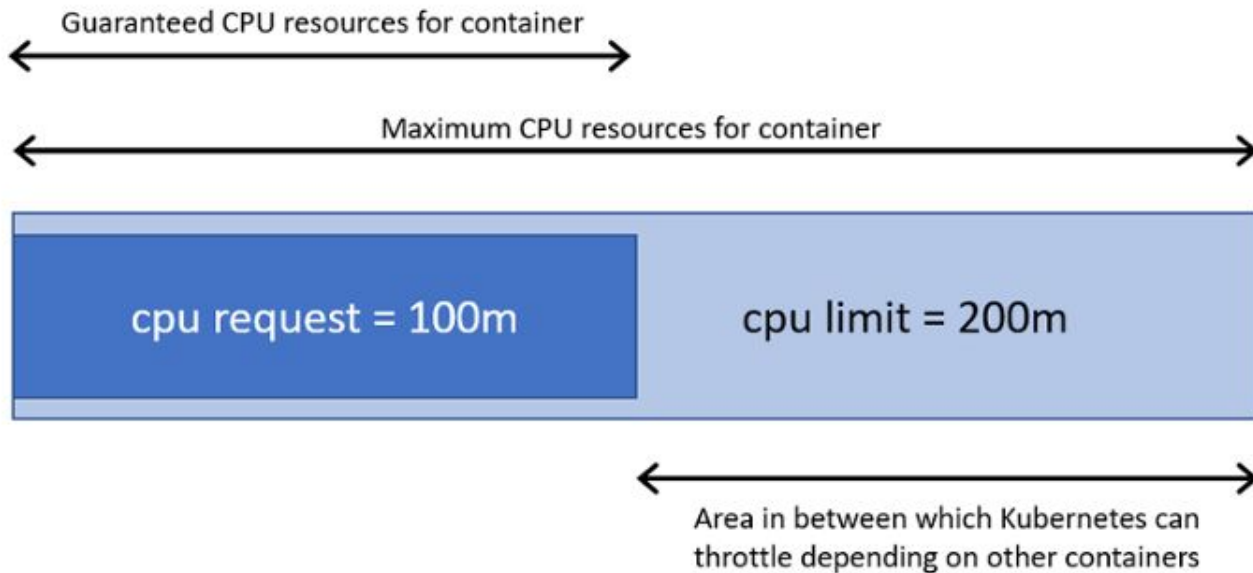 Guaranteed CPU resources for container
Maximum CPU resources for container
cpu request = 100m
cpu limit = 200m
Area in between which Kubernetes can
throttle depending on other containers